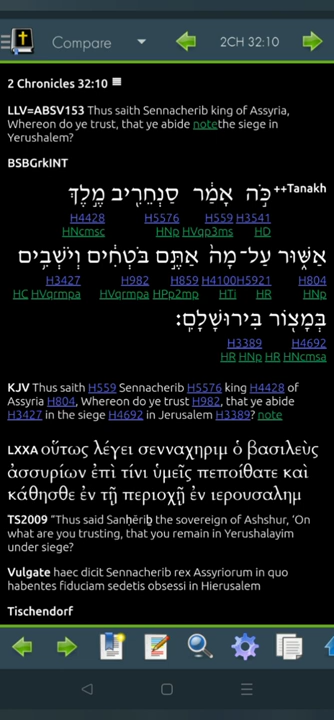 Compare
2CH 32:10
2 Chronicles 32:10
LLV=ABSV153 Thus saith Sennacherib king of Assyria,
Whereon do ye trust, that ye abide notethe siege in
Yerushalem?
BSBGrkINT
++Tanakh כֹּ֣ה אָמַ֔ר סַנְחֵרִ֖יב מֶ֣לֶךְ
H4428 H5576 H559 H3541
HNcmsc HNp HVqp3ms HD
אַשּׁ֑וּר עַל־מָה֙ אַתֶּ֣ם בֹּטְחִ֔ים וְיֹשְׁבִ֥ים
H3427 H982 H859 H4100H5921 H804
HC HVqrmpa HVqrmpa HPp2mp HTi HR HNp
בְּמָצ֖וֹר בִּירוּשָׁלִָֽם׃
H3389 H4692
HR HNp HR HNcmsa
KJV Thus saith H559 Sennacherib H5576 king H4428 of
Assyria H804, Whereon do ye trust H982, that ye abide
H3427 in the siege H4692 in Jerusalem H3389? note
LXXA οὕτως λέγει σενναχηριμ ὁ βασιλεὺς
ἀσσυρίων ἐπὶ τίνι ὑμεῖς πεποίθατε καὶ
κάθησθε ἐν τῇ περιοχῇ ἐν ιερουσαλημ
TS2009 “Thus said Sanḥĕriḇ the sovereign of Ashshur, ‘On
what are you trusting, that you remain in Yerushalayim
under siege?
Vulgate haec dicit Sennacherib rex Assyriorum in quo
habentes fiduciam sedetis obsessi in Hierusalem
Tischendorf